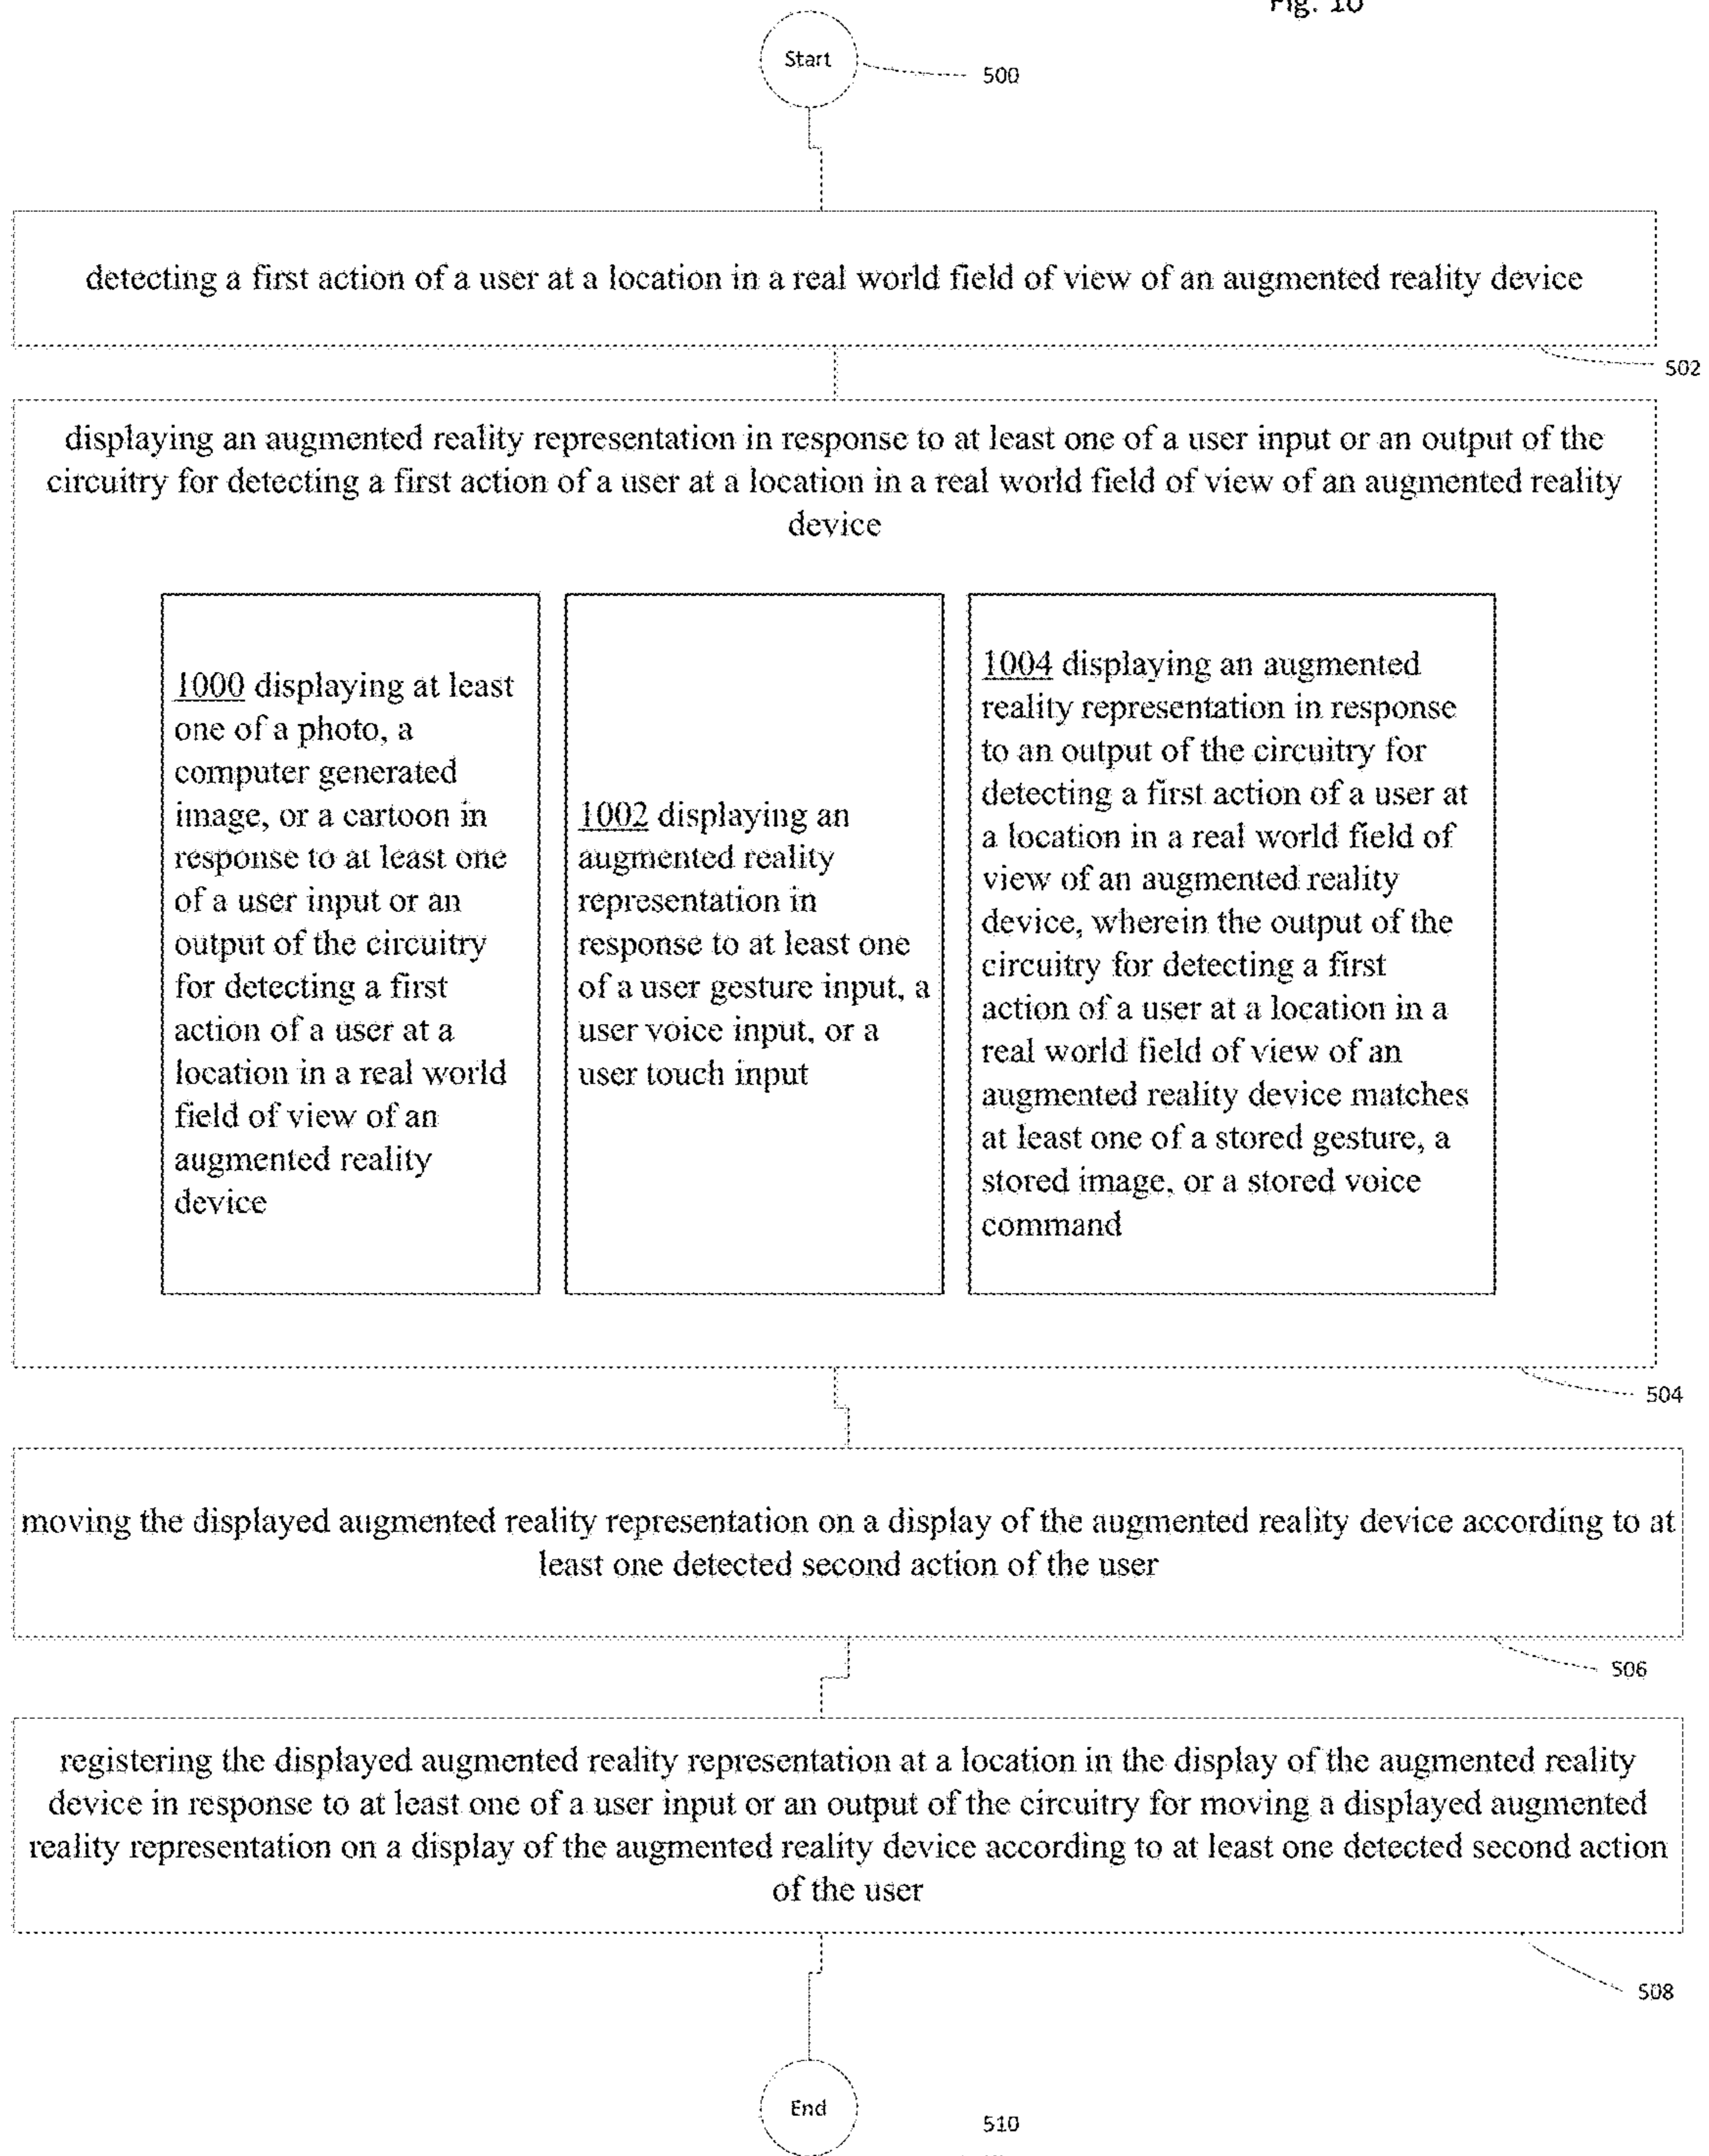 Fig. 10
Start
500
detecting a first action of a user at a location in a real world field of view of an augmented reality device
502
displaying an augmented reality representation in response to at least one of a user input or an output of the
circuitry for detecting a first action of a user at a location in a real world field of view of an augmented reality
device
1000 displaying at least
one of a photo, a
computer generated
image, or a cartoon in
response to at least one
of a user input or an
output of the circuitry
for detecting a first
action of a user at a
location in a real world
field of view of an
augmented reality
device
1002 displaying an
augmented reality
representation in
response to at least one
of a user gesture input, a
user voice input, or a
user touch input
1004 displaying an augmented
reality representation in response
to an output of the circuitry for
detecting a first action of a user at
a location in a real world field of
view of an augmented reality
device, wherein the output of the
circuitry for detecting a first
action of a user at a location in a
real world field of view of an
augmented reality device matches
at least one of a stored gesture, a
stored image, or a stored voice
command
504
moving the displayed augmented reality representation on a display of the augmented reality device according to at
least one detected second action of the user
506
registering the displayed augmented reality representation at a location in the display of the augmented reality
device in response to at least one of a user input or an output of the circuitry for moving a displayed augmented
reality representation on a display of the augmented reality device according to at least one detected second action
of the user
508
End
510